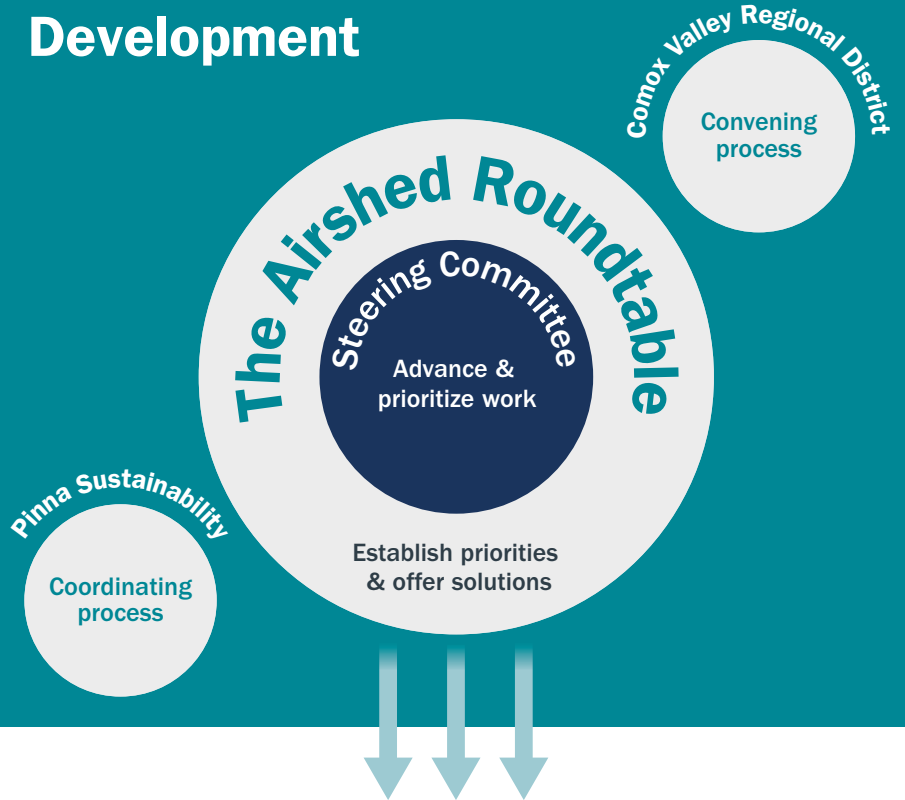 Development
Comox Valley Regional District
Convening
process
The Airshed Roundtable
Steering Committee
Advance &
prioritize work
Establish priorities
& offer solutions
Pinna Sustainability
Coordinating
process